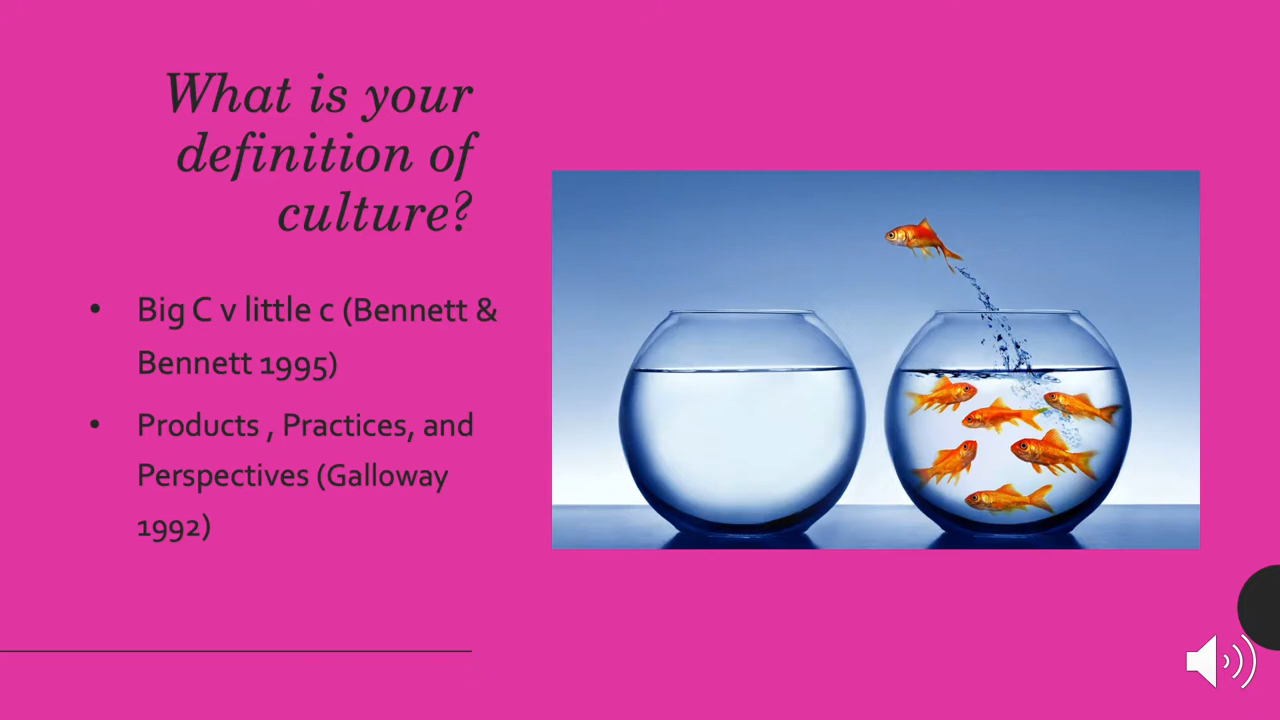 What is your
definition of
culture?
• Big C v little c (Bennett &
Bennett 1995)
• Products , Practices, and
Perspectives (Galloway
1992)